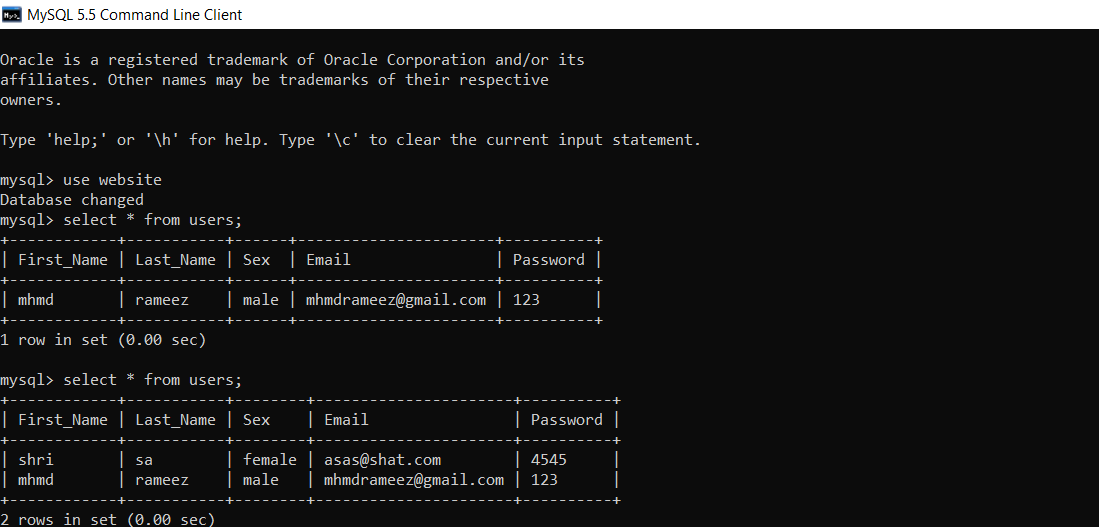 MySQL 5.5 Command Line Client
Oracle is a registered trademark of Oracle Corporation and/or its
affiliates. Other names may be trademarks of their respective
owners.
Type 'help;' or '\h' for help. Type '\c' to clear the current input statement.
mysql> use website
Database changed
mysql> select * from users;
+------------+-----------+------+----------------------+----------+
| First_Name | Last_Name | Sex  | Email                | Password |
+------------+-----------+------+----------------------+----------+
| mhmd       | rameez    | male | mhmdrameez@gmail.com | 123      |
+------------+-----------+------+----------------------+----------+
1 row in set (0.00 sec)
mysql> select * from users;
+------------+-----------+--------+----------------------+----------+
| First_Name | Last_Name | Sex    | Email                | Password |
+------------+-----------+--------+----------------------+----------+
| shri       | sa        | female | asas@shat.com        | 4545     |
| mhmd       | rameez    | male   | mhmdrameez@gmail.com | 123      |
+------------+-----------+--------+----------------------+----------+
2 rows in set (0.00 sec)